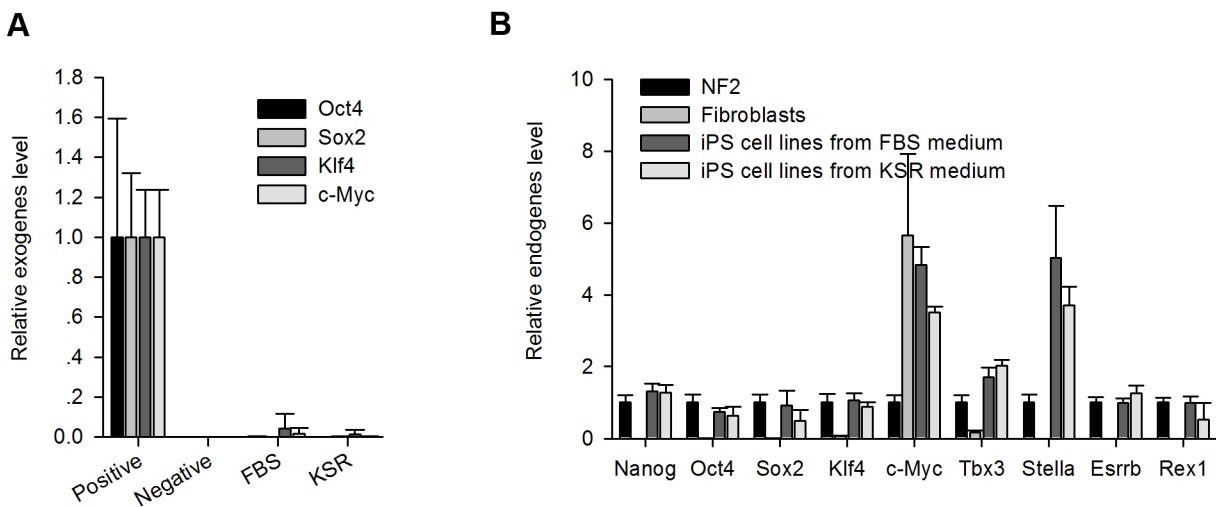 A
B
Relative exogenes level
1.8
1.6
1.4
1.2
1.0
.8
.6
.4
.2
0.0
Oct4
Sox2
Klf4
c-Myc
Positive
Negative
FBS
KSR
Relative endogenes level
10
8
6
4
2
0
NF2
Fibroblasts
iPS cell lines from FBS medium
iPS cell lines from KSR medium
Nanog
Oct4
Sox2
Klf4
c-Myc
Tbx3
Stella
Esrrb
Rex1